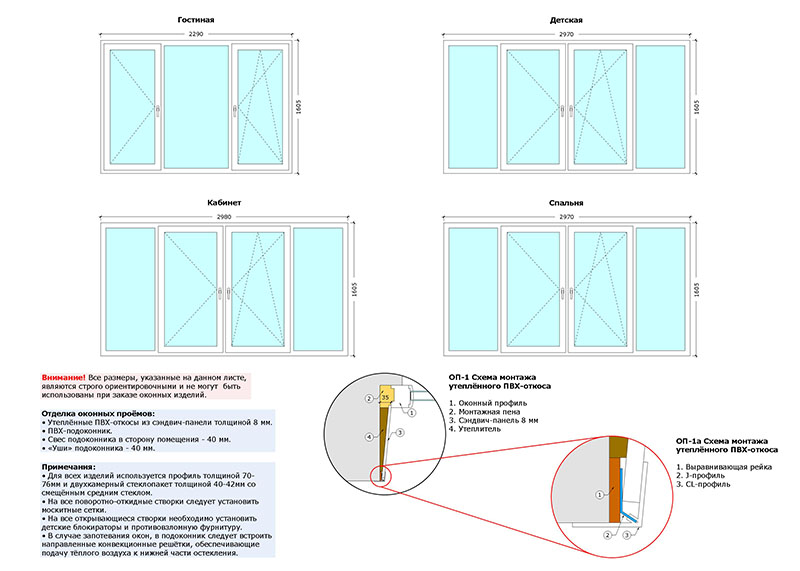 Гостиная
2290
1605
Детская
2970
1605
Кабинет
2980
1605
Спальня
2970
1605
Внимание! Все размеры, указанные на данном листе,
являются строго ориентировочными и не могут быть
использованы при заказе оконных изделий.
Отделка оконных проёмов:
• Утеплённые ПВХ-откосы из сэндвич-панели толщиной 8 мм.
• ПВХ-подоконник.
• Свес подоконника в сторону помещения - 40 мм.
• «Уши» подоконника - 40 мм.
Примечания:
• Для всех изделий используется профиль толщиной 70-
76мм и двухкамерный стеклопакет толщиной 40-42мм со
смещённым средним стеклом.
• На все поворотно-откидные створки следует установить
москитные сетки.
• На все открывающиеся створки необходимо установить
детские блокираторы и противовзломную фурнитуру.
• В случае запотевания окон, в подоконник следует встроить
направленные конвекционные решётки, обеспечивающие
подачу тёплого воздуха к нижней части остекления.
2
35
1
3
4
ОП-1 Схема монтажа
утеплённого ПВХ-откоса
1. Оконный профиль
2. Монтажная пена
3. Сэндвич-панель 8 мм
4. Утеплитель
1
2
3
ОП-1а Схема монтажа
утеплённого ПВХ-откоса
1. Выравнивающая рейка
2. J-профиль
3. CL-профиль